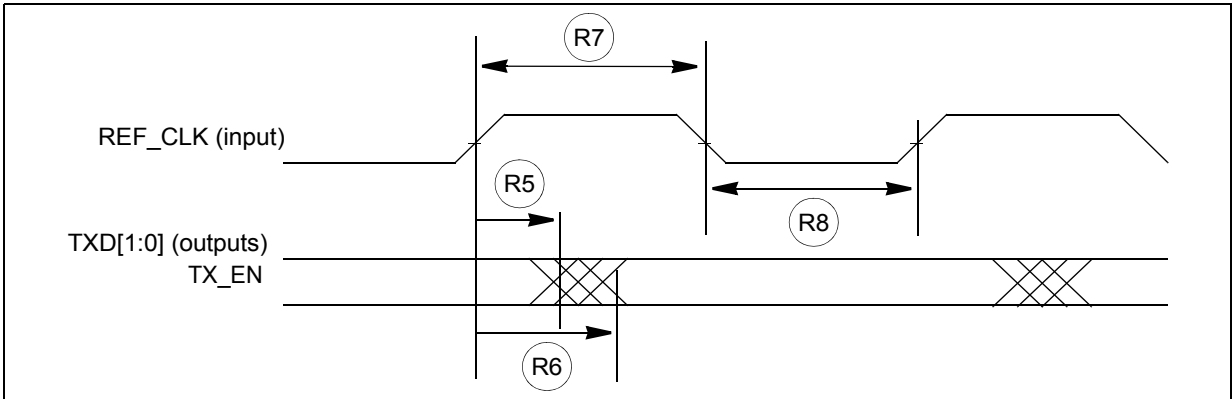 R7
REF_CLK (input)
R5
R8
TXD[1:0] (outputs)
TX_EN
R6